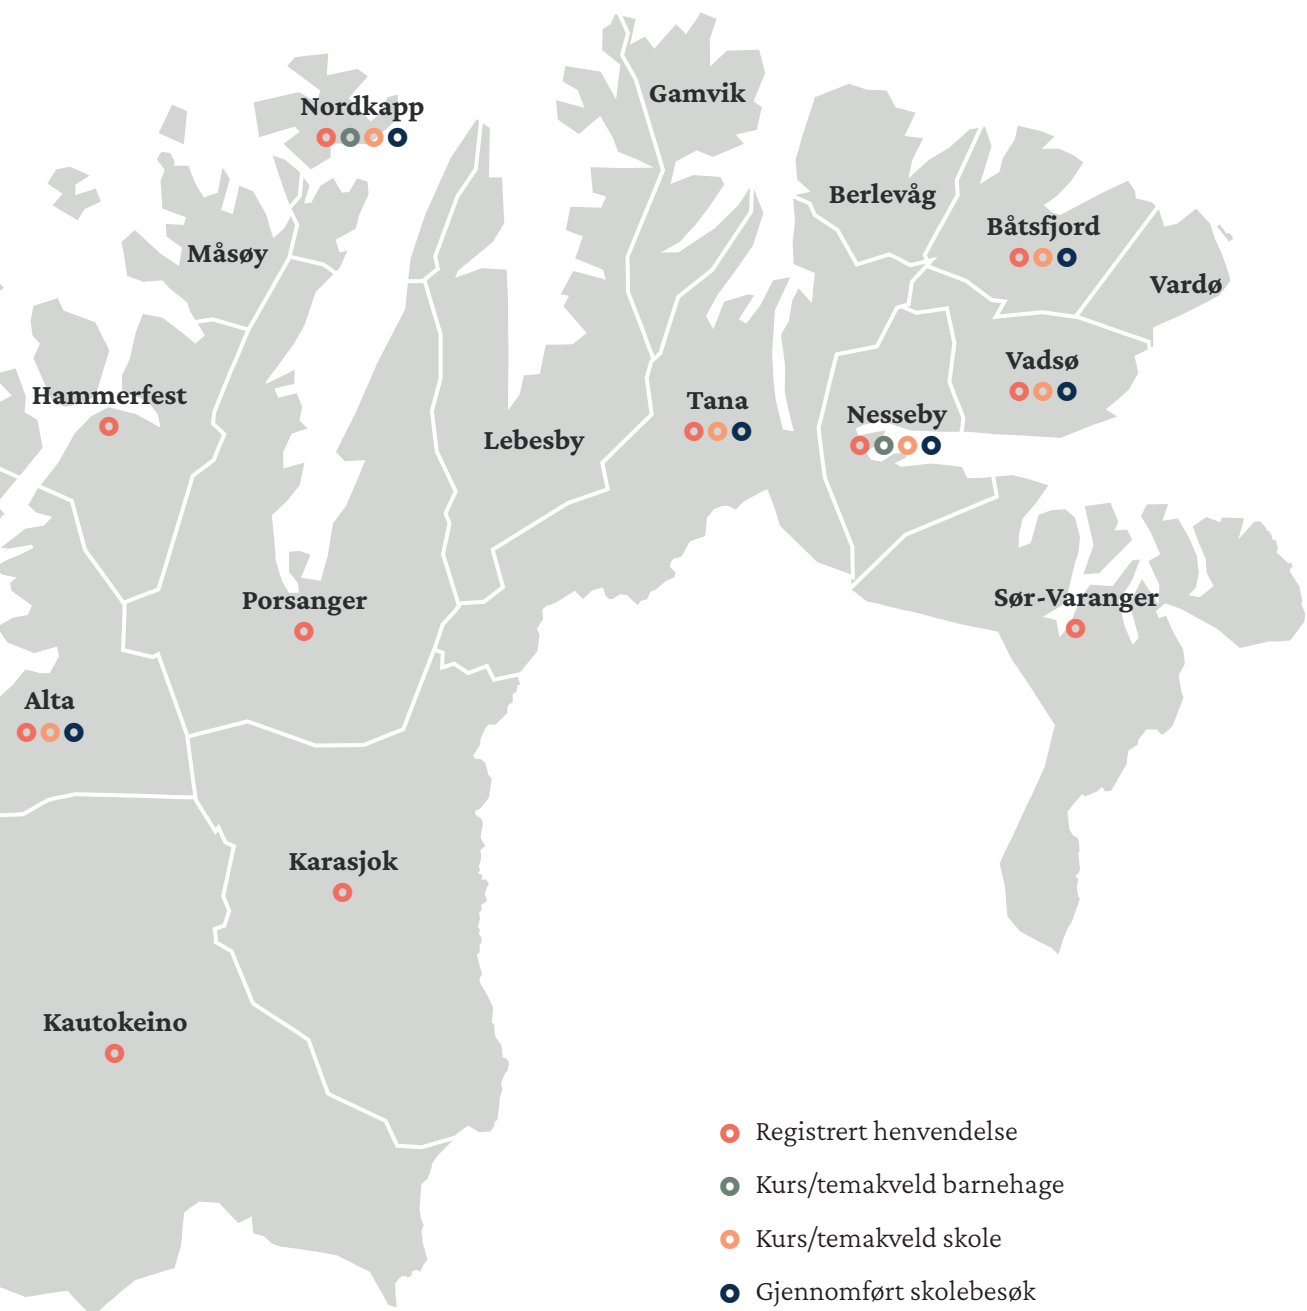 Gamvik
Nordkapp
Berlevåg
Båtsfjord
Måsøy
Vardø
Vadsø
Hammerfest
Tana
Nesseby
Lebesby
Porsanger
Sør-Varanger
Alta
Karasjok
Kautokeino
Registrert henvendelse
Kurs/temakveld barnehage
Kurs/temakveld skole
Gjennomført skolebesøk